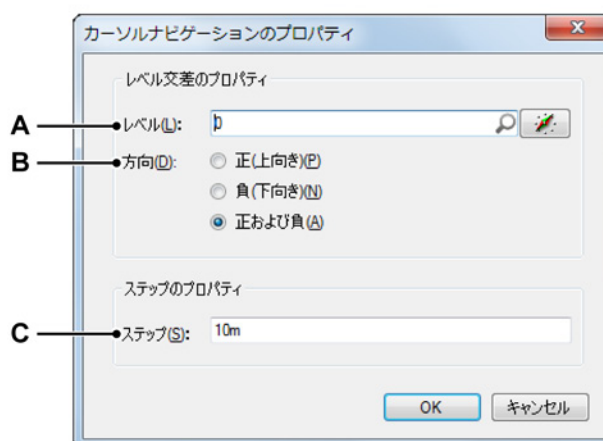 カーソルナビゲーションのプロパティ
レベル交差のプロパティ
A レベル(L): 0
B 方向(D): 正(上向き)(P)
負(下向き)(N)
正および負(A)
ステップのプロパティ
C ステップ(S): 10m
OK キャンセル